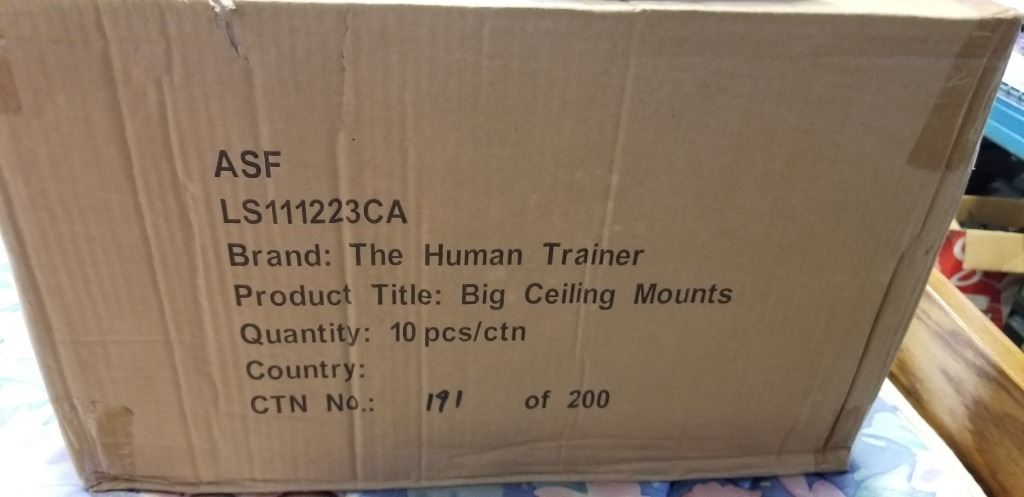 ASF
LS111223CA
Brand: The Human Trainer
Product Title: Big Ceiling Mounts
Quantity: 10 pcs/ctn
Country:
CTN No.: 191 of 200